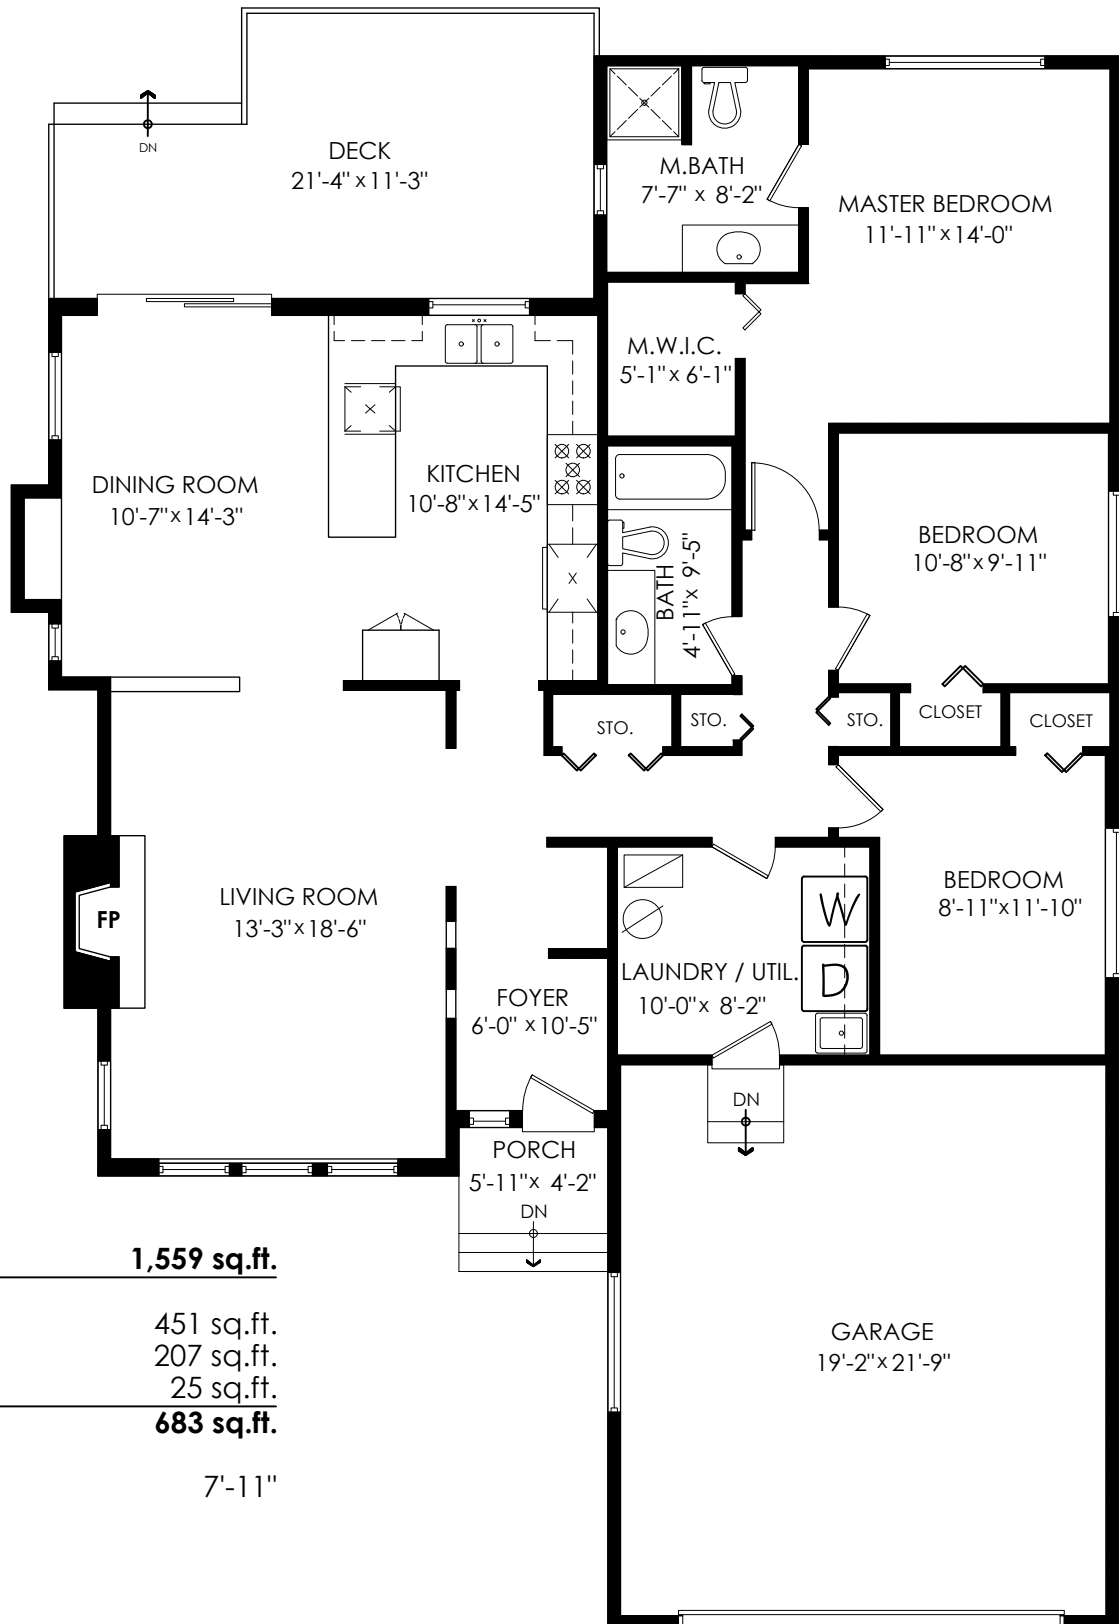 DN
DECK
21'-4" x 11'-3"
M.BATH
7'-7" x 8'-2"
MASTER BEDROOM
11'-11" x 14'-0"
M.W.I.C.
5'-1" x 6'-1"
DINING ROOM
10'-7" x 14'-3"
KITCHEN
10'-8" x 14'-5"
BATH
4'-11" x 9'-5"
BEDROOM
10'-8" x 9'-11"
STO.
STO.
STO.
CLOSET
CLOSET
LIVING ROOM
13'-3" x 18'-6"
FP
W
D
LAUNDRY / UTIL.
10'-0" x 8'-2"
BEDROOM
8'-11" x 11'-10"
FOYER
6'-0" x 10'-5"
DN
PORCH
5'-11" x 4'-2"
DN
GARAGE
19'-2" x 21'-9"
1,559 sq.ft.
451 sq.ft.
207 sq.ft.
25 sq.ft.
683 sq.ft.
7'-11"